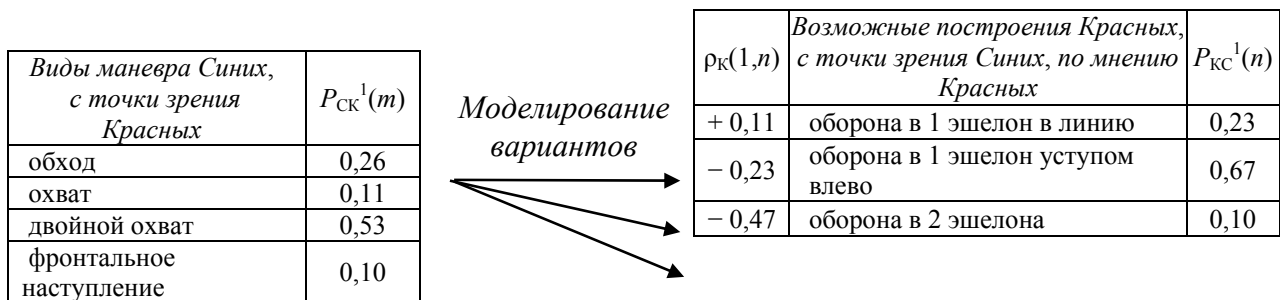 Виды маневра Синих,
с точки зрения
Красных
P_СК^1(m)
обход
0,26
охват
0,11
двойной охват
0,53
фронтальное
наступление
0,10
Моделирование
вариантов
ρ_К(1,n)
Возможные построения Красных,
с точки зрения Синих, по мнению
Красных
P_КС^1(n)
+ 0,11
оборона в 1 эшелон в линию
0,23
− 0,23
оборона в 1 эшелон уступом
влево
0,67
− 0,47
оборона в 2 эшелона
0,10